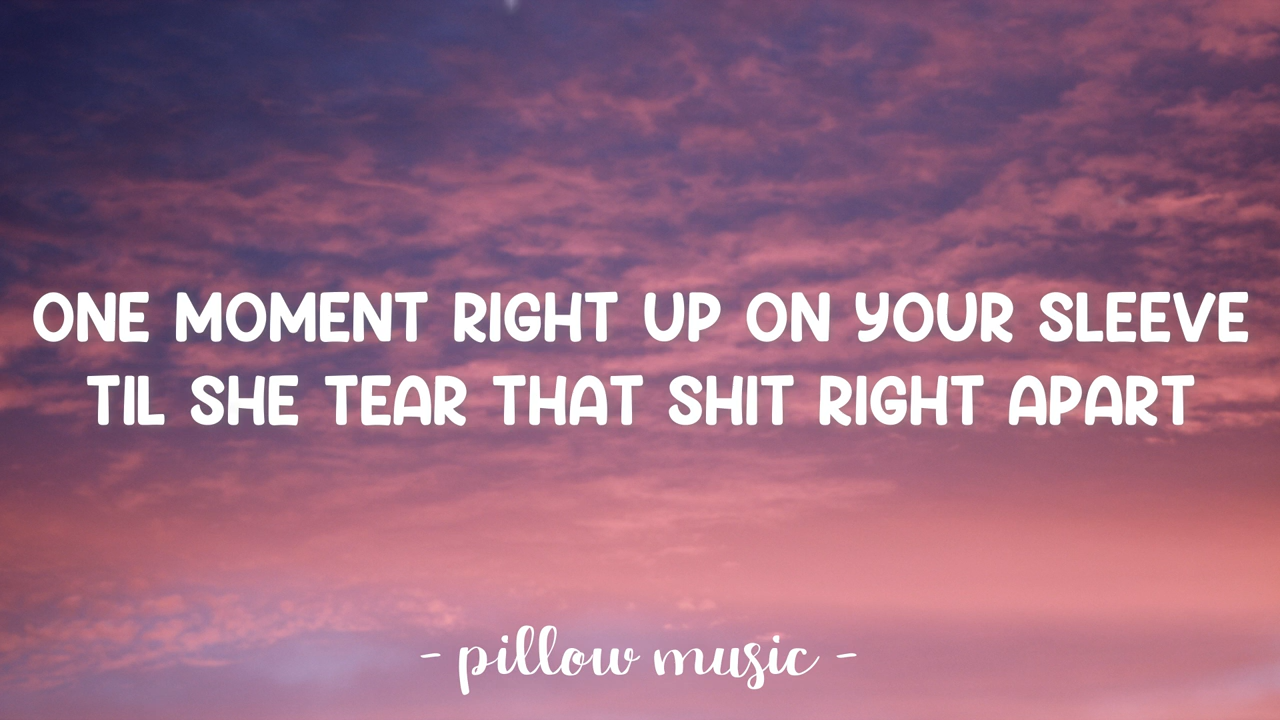 ONE MOMENT RIGHT UP ON YOUR SLEEVE
TIL SHE TEAR THAT SHIT RIGHT APART
- pillow music -